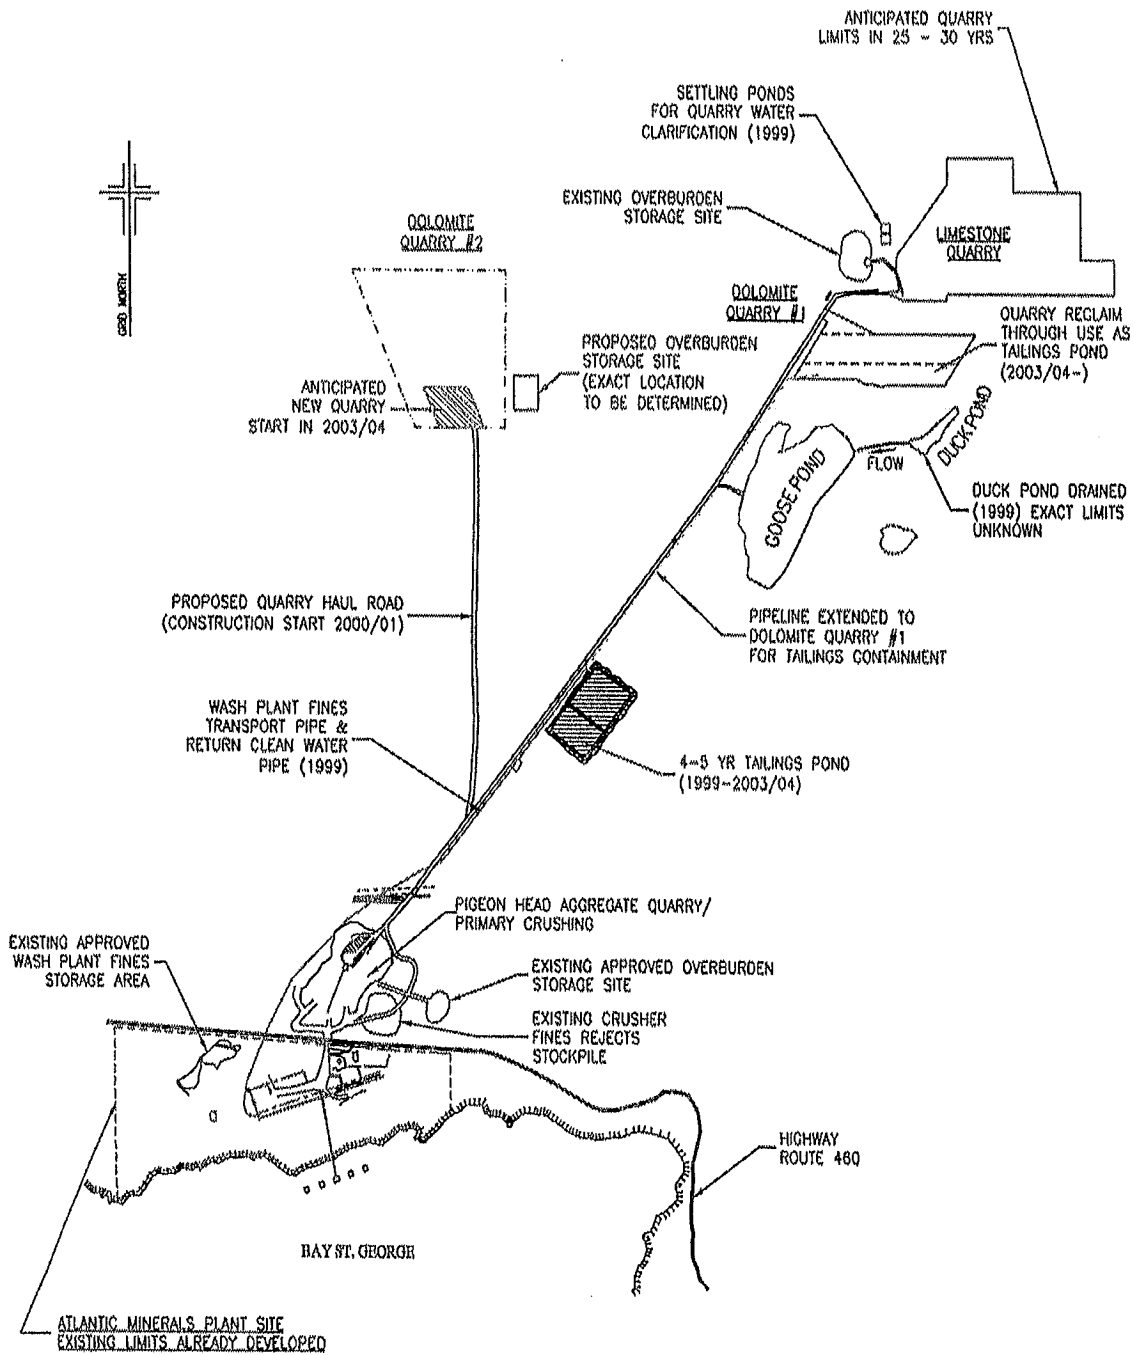 ANTICIPATED QUARRY
LIMITS IN 25 - 30 YRS
SETTLING PONDS
FOR QUARRY WATER
CLARIFICATION (1999)
EXISTING OVERBURDEN
STORAGE SITE
DOLOMITE
QUARRY #2
LIMESTONE
QUARRY
GRID NORTH
DOLOMITE
QUARRY #1
QUARRY RECLAIM
THROUGH USE AS
TAILINGS POND
(2003/04-)
PROPOSED OVERBURDEN
STORAGE SITE
(EXACT LOCATION
TO BE DETERMINED)
ANTICIPATED
NEW QUARRY
START IN 2003/04
DUCK POND
FLOW
GOOSE POND
DUCK POND DRAINED
(1999) EXACT LIMITS
UNKNOWN
PROPOSED QUARRY HAUL ROAD
(CONSTRUCTION START 2000/01)
PIPELINE EXTENDED TO
DOLOMITE QUARRY #1
FOR TAILINGS CONTAINMENT
WASH PLANT FINES
TRANSPORT PIPE &
RETURN CLEAN WATER
PIPE (1999)
4-5 YR TAILINGS POND
(1999-2003/04)
PIGEON HEAD AGGREGATE QUARRY/
PRIMARY CRUSHING
EXISTING APPROVED
WASH PLANT FINES
STORAGE AREA
EXISTING APPROVED OVERBURDEN
STORAGE SITE
EXISTING CRUSHER
FINES REJECTS
STOCKPILE
HIGHWAY
ROUTE 460
BAY ST. GEORGE
ATLANTIC MINERALS PLANT SITE
EXISTING LIMITS ALREADY DEVELOPED